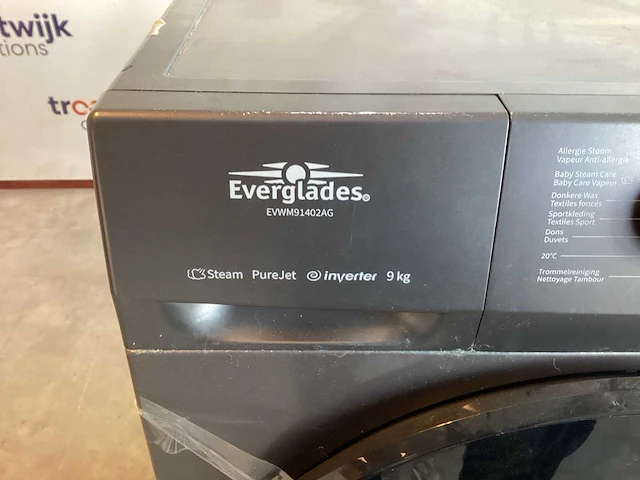 twijk
tions
tro
Everglades®
EVWM91402AG
Steam PureJet inverter 9 kg
Allergie Stoom
Vapeur Anti-allergie
Baby Steam Care
Baby Care Vapeur
Donkere Was
Textiles foncés
Sportkleding
Textiles Sport
Dons
Duvets
20°C
Trommelreiniging
Nettoyage Tambour